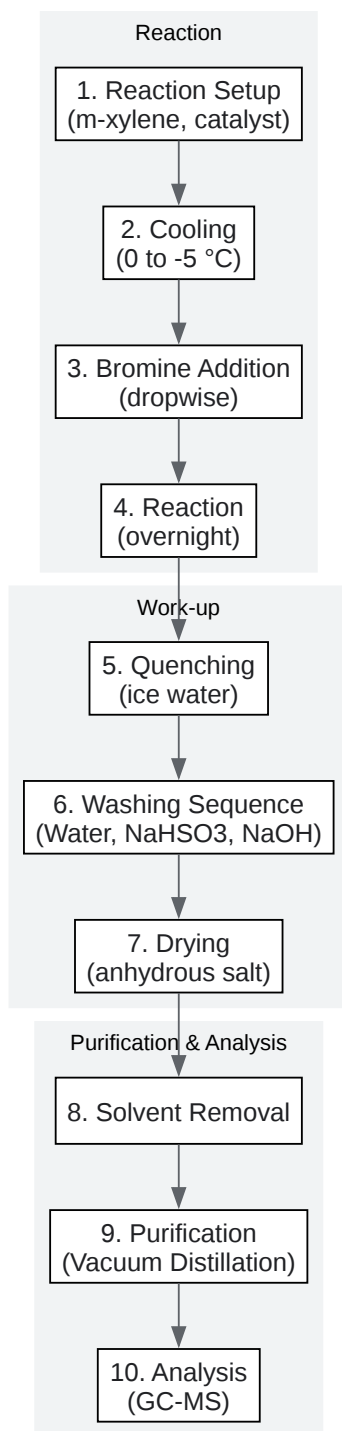 Reaction
1. Reaction Setup
(m-xylene, catalyst)
2. Cooling
(0 to -5 °C)
3. Bromine Addition
(dropwise)
4. Reaction
(overnight)
Work-up
5. Quenching
(ice water)
6. Washing Sequence
(Water, NaHSO3, NaOH)
7. Drying
(anhydrous salt)
Purification & Analysis
8. Solvent Removal
9. Purification
(Vacuum Distillation)
10. Analysis
(GC-MS)